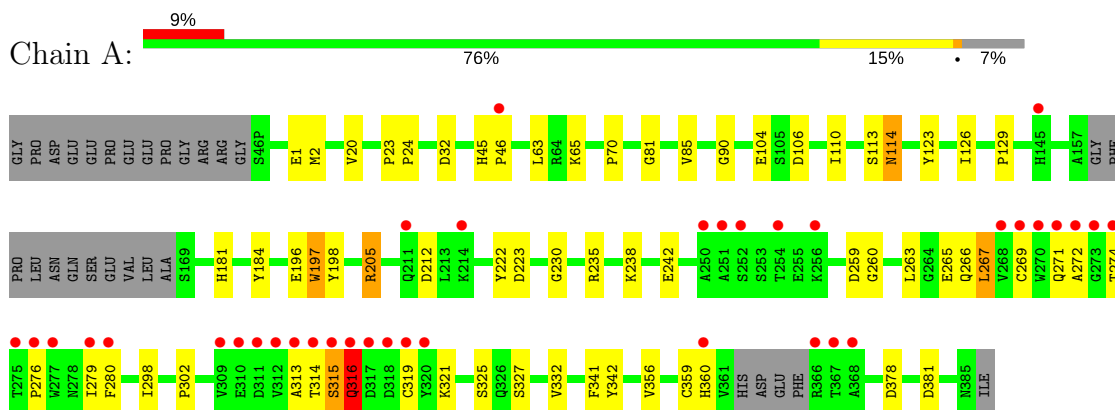 9%
Chain A:
76% 15% • 7%
GLY PRO ASP GLU GLU PRO GLU GLU PRO GLY ARG ARG GLY S46P E1 M2 V20 P23 P24 D32 H45 P46 L63 R64 K65 P70 G81 V85 G90 E104 S105 D106 I110 S113 N114 Y123 I126 P129 H145 A157 GLY PHE
PRO LEU ASN GLN SER GLU VAL LEU ALA S169 H181 Y184 E196 W197 Y198 R205 Q211 D212 L213 K214 Y222 D223 G230 R235 K238 E242 A250 A251 S252 S253 T254 E255 K256 D259 G260 L263 G264 E265 Q266 L267 V268 C269 W270 Q271 A272 G273 T274
T275 P276 W277 N278 I279 F280 I298 P302 V309 E310 D311 V312 A313 T314 S315 Q316 D317 D318 C319 Y320 K321 S325 Q326 S327 V332 F341 Y342 V356 C359 H360 V361 HIS ASP GLU PHE R366 T367 A368 D378 D381 N385 ILE